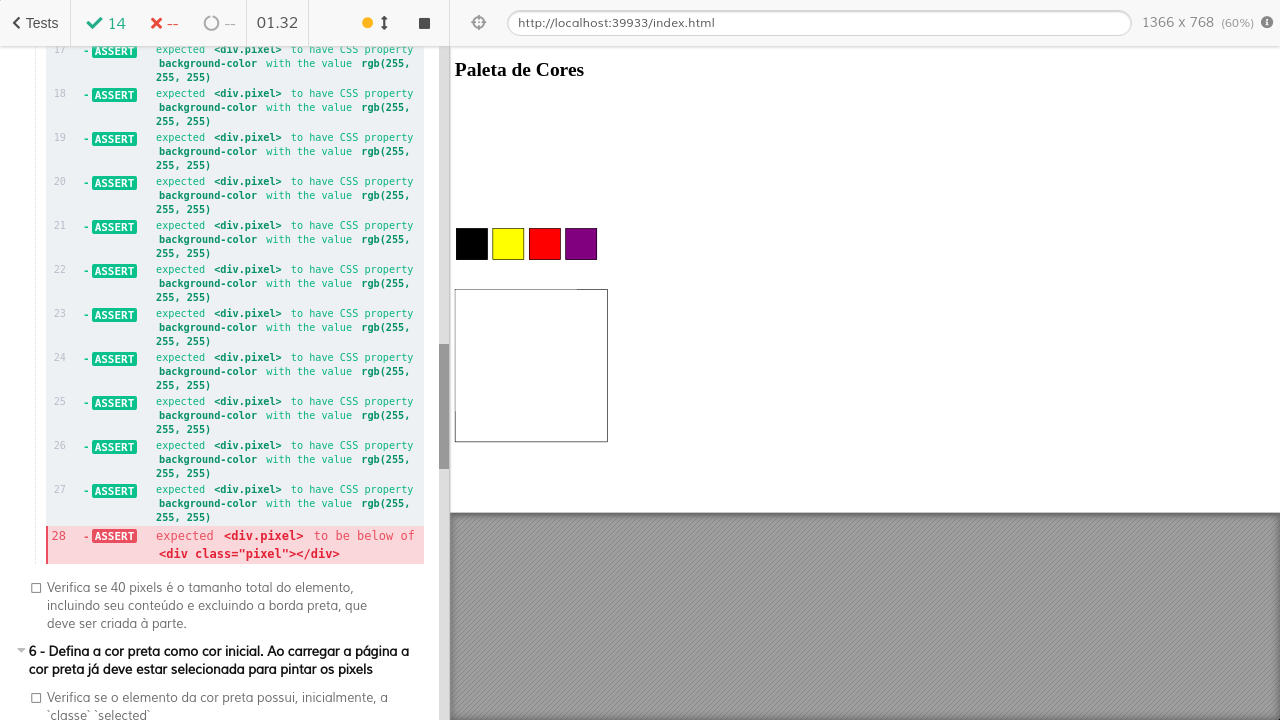 Tests 14 -- -- 01.32 http://localhost:39933/index.html 1366 x 768 (60%)
17 - ASSERT expected <div.pixel> to have CSS property
background-color with the value rgb(255,
255, 255)
18 - ASSERT expected <div.pixel> to have CSS property
background-color with the value rgb(255,
255, 255)
19 - ASSERT expected <div.pixel> to have CSS property
background-color with the value rgb(255,
255, 255)
20 - ASSERT expected <div.pixel> to have CSS property
background-color with the value rgb(255,
255, 255)
21 - ASSERT expected <div.pixel> to have CSS property
background-color with the value rgb(255,
255, 255)
22 - ASSERT expected <div.pixel> to have CSS property
background-color with the value rgb(255,
255, 255)
23 - ASSERT expected <div.pixel> to have CSS property
background-color with the value rgb(255,
255, 255)
24 - ASSERT expected <div.pixel> to have CSS property
background-color with the value rgb(255,
255, 255)
25 - ASSERT expected <div.pixel> to have CSS property
background-color with the value rgb(255,
255, 255)
26 - ASSERT expected <div.pixel> to have CSS property
background-color with the value rgb(255,
255, 255)
27 - ASSERT expected <div.pixel> to have CSS property
background-color with the value rgb(255,
255, 255)
28 - ASSERT expected <div.pixel> to be below of
<div class="pixel"></div>
Verifica se 40 pixels é o tamanho total do elemento,
incluindo seu conteúdo e excluindo a borda preta, que
deve ser criada à parte.
6 - Defina a cor preta como cor inicial. Ao carregar a página a
cor preta já deve estar selecionada para pintar os pixels
Verifica se o elemento da cor preta possui, inicialmente, a
`classe` `selected`
Paleta de Cores